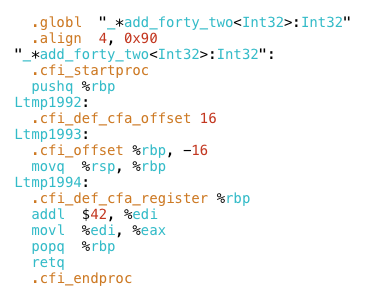 .globl "_*add_forty_two<Int32>:Int32"
.align 4, 0x90
"_*add_forty_two<Int32>:Int32":
.cfi_startproc
pushq %rbp
Ltmp1992:
.cfi_def_cfa_offset 16
Ltmp1993:
.cfi_offset %rbp, -16
movq %rsp, %rbp
Ltmp1994:
.cfi_def_cfa_register %rbp
addl $42, %edi
movl %edi, %eax
popq %rbp
retq
.cfi_endproc